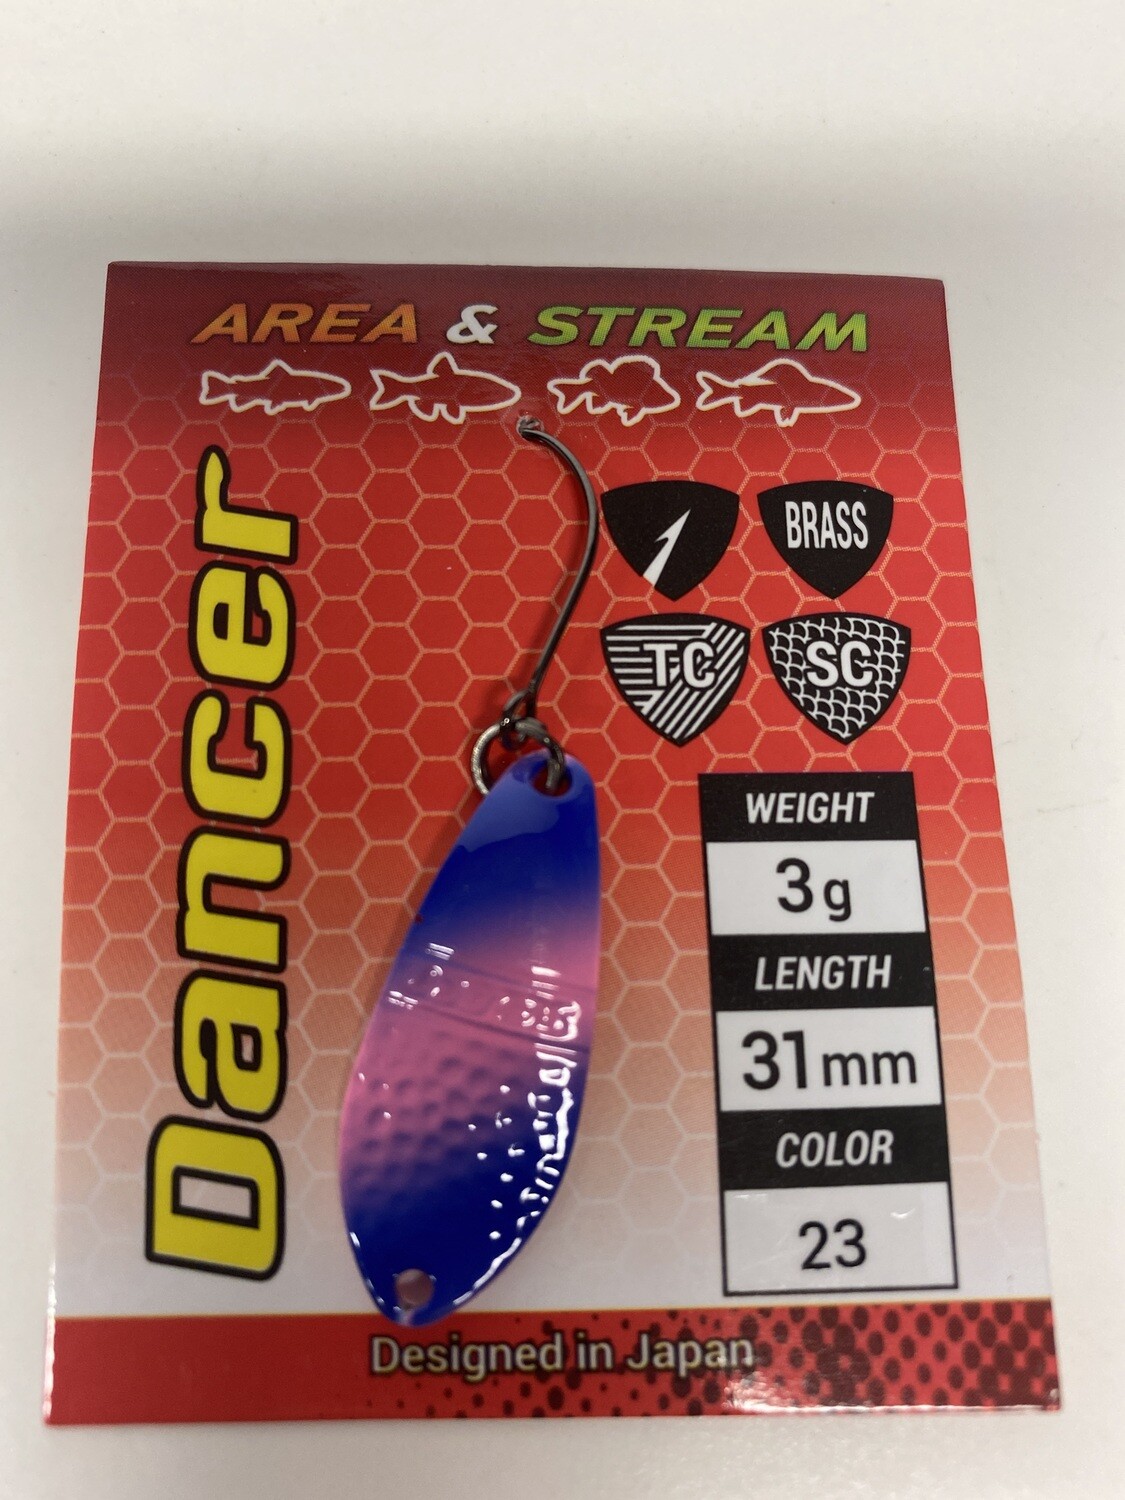 AREA & STREAM
Dancer
BRASS
TC
SC
WEIGHT
3g
LENGTH
31mm
COLOR
23
Designed in Japan